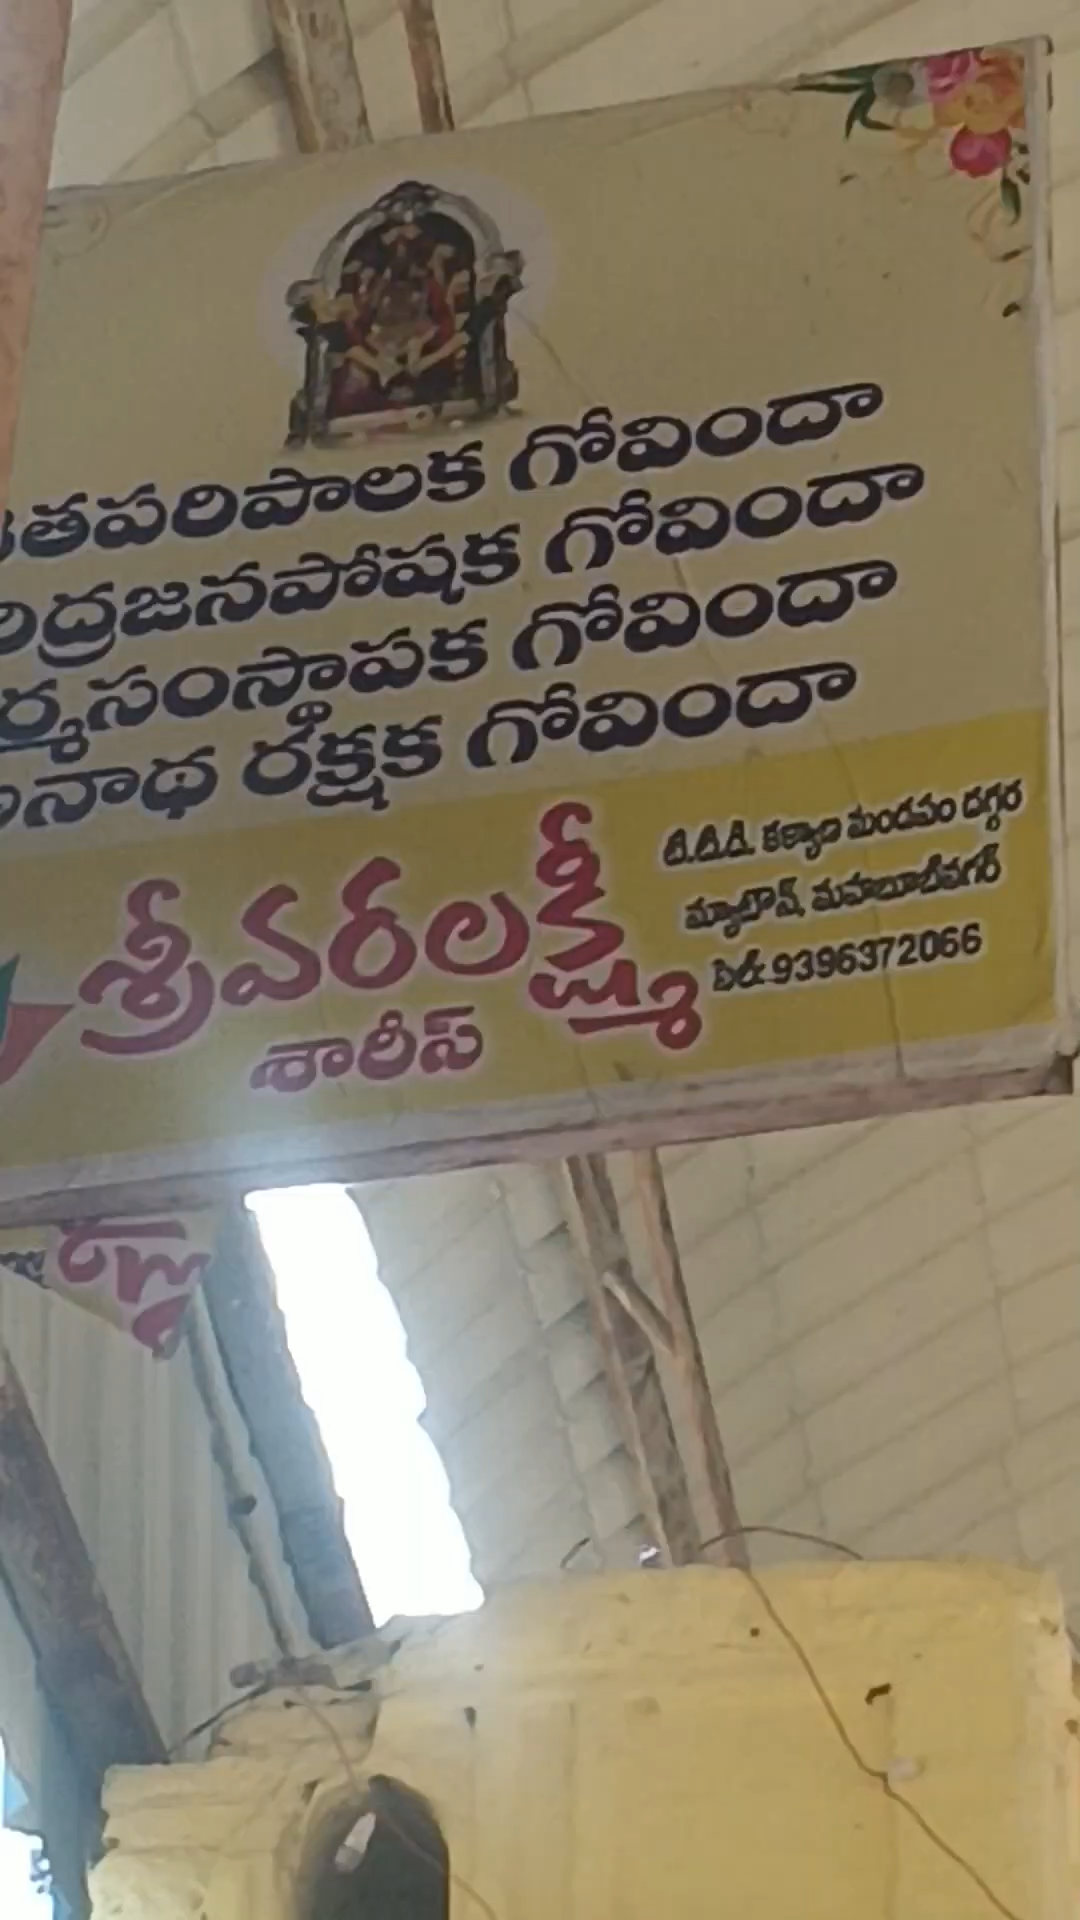 తపరిపాలక గోవిందా
రిద్రజనపోషక గోవిందా
ర్మసంస్థాపక గోవిందా
నాథ రక్షక గోవిందా
శ్రీవరలక్ష్మి
శారీస్
టి.టి.డి. కళ్యాణ మండపం దగ్గర
మహబూబ్‌నగర్
సెల్: 9396372066